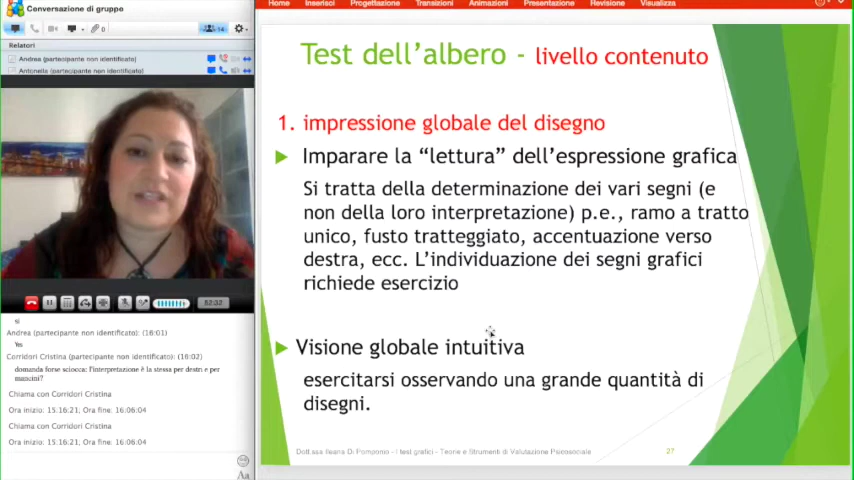 Conversazione di gruppo
14
0
Relatori
Andrea (partecipante non identificato)
Antonella (partecipante non identificato)
52:32
si
Andrea (partecipante non identificato): (16:01)
Yes
Corridori Cristina (partecipante non identificato): (16:02)
domanda forse sciocca: l'interpretazione è la stessa per destri e per
mancini?
Chiama con Corridori Cristina
Ora inizio: 15:16:21; Ora fine: 16:06:04
Chiama con Corridori Cristina
Ora inizio: 15:16:21; Ora fine: 16:06:04
Aa
Home Inserisci Progettazione Transizioni Animazioni Presentazione Revisione Visualizza
Test dell'albero - livello contenuto
1. impressione globale del disegno
Imparare la “lettura” dell'espressione grafica
Si tratta della determinazione dei vari segni (e
non della loro interpretazione) p.e., ramo a tratto
unico, fusto tratteggiato, accentuazione verso
destra, ecc. L'individuazione dei segni grafici
richiede esercizio
Visione globale intuitiva
esercitarsi osservando una grande quantità di
disegni.
Dott.ssa Ileana Di Pomponio - I test grafici - Teorie e Strumenti di Valutazione Psicosociale
27